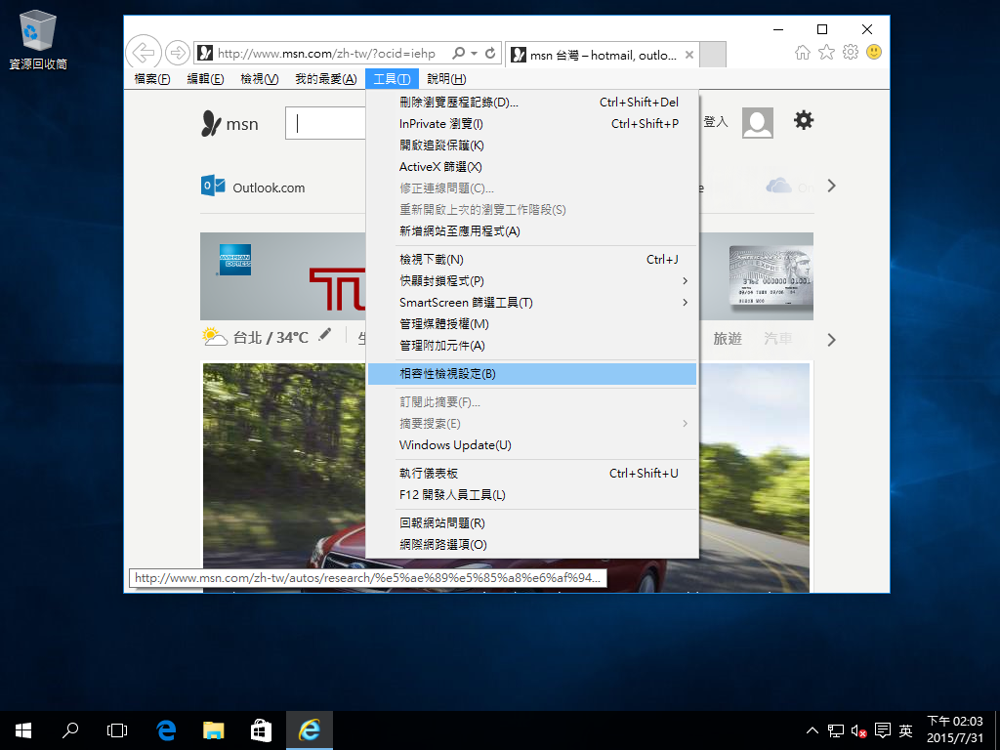 資源回收筒
http://www.msn.com/zh-tw/?ocid=iehp
msn 台灣 – hotmail, outlo...
檔案(F) 編輯(E) 檢視(V) 我的最愛(A) 工具(T) 說明(H)
刪除瀏覽歷程記錄(D)... Ctrl+Shift+Del
InPrivate 瀏覽(I) Ctrl+Shift+P
開啟追蹤保護(K)
ActiveX 篩選(X)
修正連線問題(C)...
重新開啟上次的瀏覽工作階段(S)
新增網站至應用程式(A)
檢視下載(N) Ctrl+J
快顯封鎖程式(P)
SmartScreen 篩選工具(T)
管理媒體授權(M)
管理附加元件(A)
相容性檢視設定(B)
訂閱此摘要(F)...
摘要搜索(E)
Windows Update(U)
執行儀表板 Ctrl+Shift+U
F12 開發人員工具(L)
回報網站問題(R)
網際網路選項(O)
msn
登入
Outlook.com
e
On
AMERICAN EXPRESS
TU
台北 / 34°C
生
旅遊
汽車
http://www.msn.com/zh-tw/autos/research/%e5%ae%89%e5%85%a8%e6%af%94...
英
下午 02:03
2015/7/31